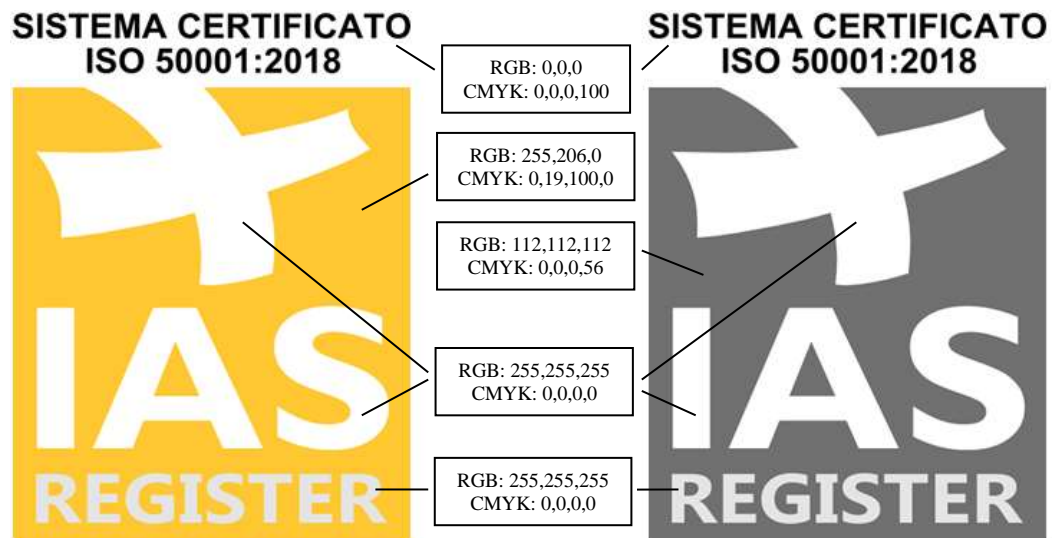 SISTEMA CERTIFICATO
ISO 50001:2018
IAS
REGISTER
RGB: 0,0,0
CMYK: 0,0,0,100
RGB: 255,206,0
CMYK: 0,19,100,0
RGB: 112,112,112
CMYK: 0,0,0,56
RGB: 255,255,255
CMYK: 0,0,0,0
RGB: 255,255,255
CMYK: 0,0,0,0
SISTEMA CERTIFICATO
ISO 50001:2018
IAS
REGISTER